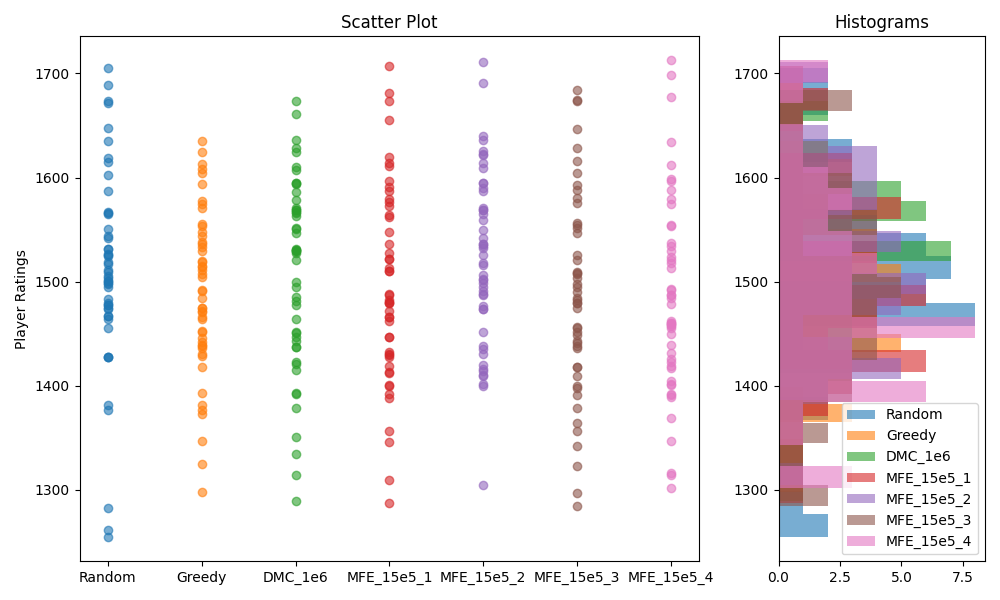 Scatter Plot
Player Ratings
1700
1600
1500
1400
1300
Random
Greedy
DMC_1e6
MFE_15e5_1
MFE_15e5_2
MFE_15e5_3
MFE_15e5_4
Histograms
1700
1600
1500
1400
1300
0.0
2.5
5.0
7.5
Random
Greedy
DMC_1e6
MFE_15e5_1
MFE_15e5_2
MFE_15e5_3
MFE_15e5_4